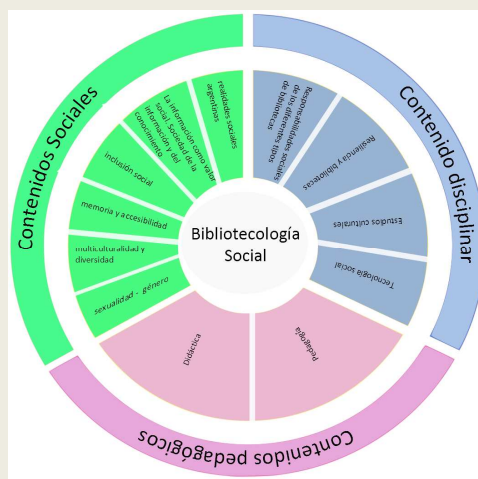 Contenidos Sociales
Contenido disciplinar
Contenidos pedagógicos
Bibliotecología
Social
realidades sociales
argentinas
La información como valor
social. Sociedad de la
información y del
conocimiento
inclusión social
memoria y accesibilidad
multiculturalidad y
diversidad
sexualidad - género
Responsabilidades sociales
de los diferentes tipos
de bibliotecas
Resiliencia y bibliotecas
Estudios culturales
Tecnología social
Pedagogía
Didáctica